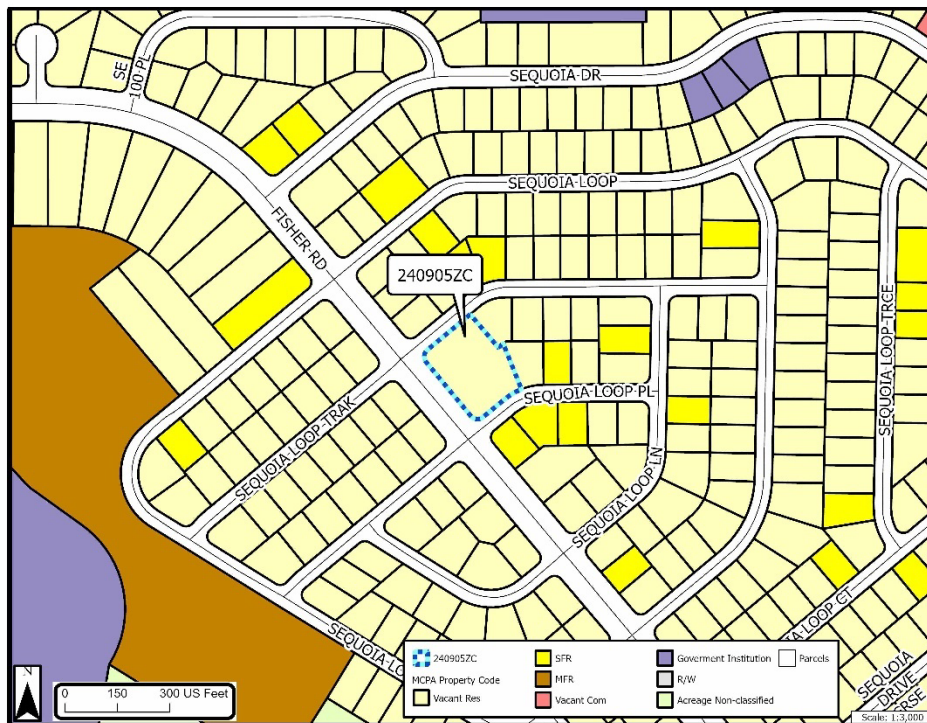 SE
100 PL
SEQUOIA DR
SEQUOIA LOOP
FISHER RD
240905ZC
SEQUOIA LOOP TRCE
SEQUOIA LOOP PL
SEQUOIA LOOP TRAK
SEQUOIA LOOP LN
SEQUOIA LO
IA LOOP CT
SEQUOIA
DRIVE
RSE
N
0 150 300 US Feet
240905ZC
MCPA Property Code
Vacant Res
SFR
MFR
Vacant Com
Goverment Institution
R/W
Acreage Non-classified
Parcels
Scale: 1:3,000